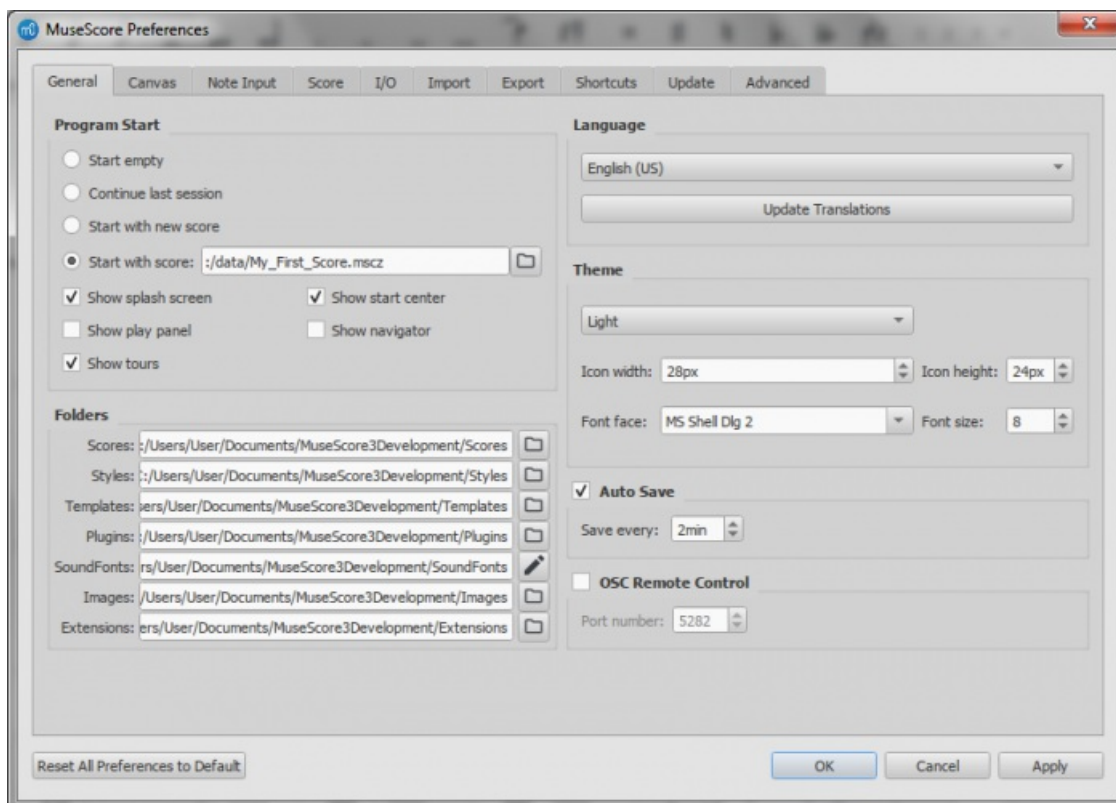 MuseScore Preferences
General Canvas Note Input Score I/O Import Export Shortcuts Update Advanced
Program Start
Start empty
Continue last session
Start with new score
Start with score: :/data/My_First_Score.mscz
Show splash screen Show start center
Show play panel Show navigator
Show tours
Folders
Scores: :/Users/User/Documents/MuseScore3Development/Scores
Styles: :/Users/User/Documents/MuseScore3Development/Styles
Templates: sers/User/Documents/MuseScore3Development/Templates
Plugins: :/Users/User/Documents/MuseScore3Development/Plugins
SoundFonts: rs/User/Documents/MuseScore3Development/SoundFonts
Images: /Users/User/Documents/MuseScore3Development/Images
Extensions: ers/User/Documents/MuseScore3Development/Extensions
Language
English (US)
Update Translations
Theme
Light
Icon width: 28px Icon height: 24px
Font face: MS Shell Dlg 2 Font size: 8
Auto Save
Save every: 2min
OSC Remote Control
Port number: 5282
Reset All Preferences to Default OK Cancel Apply